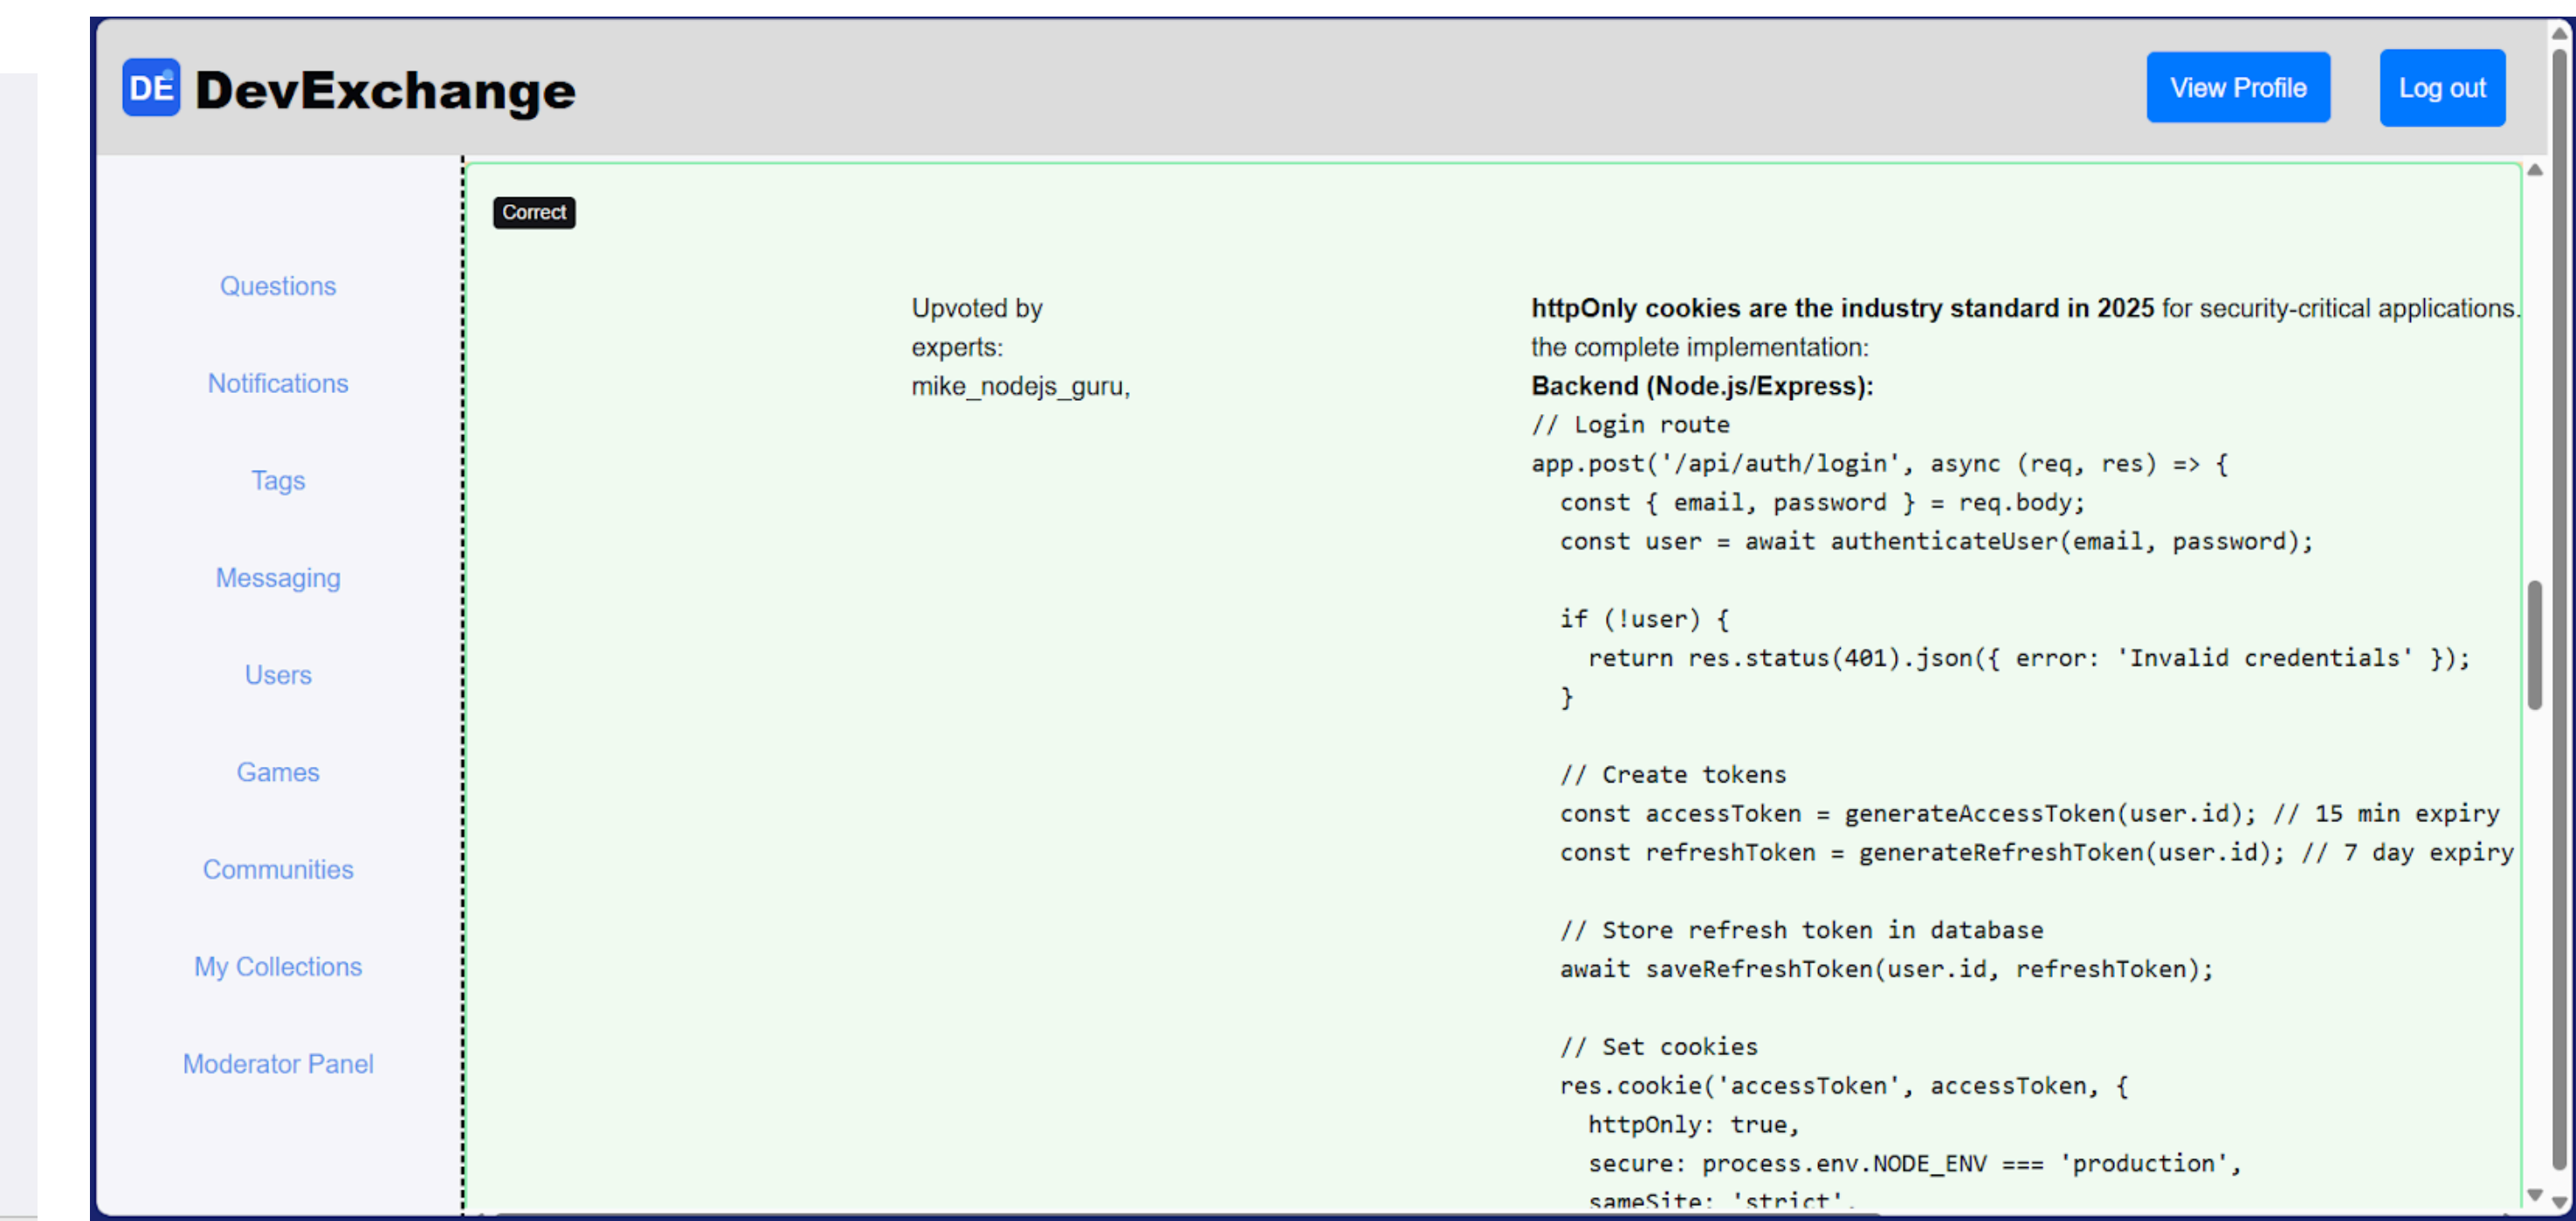 DE DevExchange
View Profile
Log out
Questions
Notifications
Tags
Messaging
Users
Games
Communities
My Collections
Moderator Panel
Correct
Upvoted by
experts:
mike_nodejs_guru,
httpOnly cookies are the industry standard in 2025 for security-critical applications.
the complete implementation:
Backend (Node.js/Express):
// Login route
app.post('/api/auth/login', async (req, res) => {
  const { email, password } = req.body;
  const user = await authenticateUser(email, password);
  if (!user) {
    return res.status(401).json({ error: 'Invalid credentials' });
  }
  // Create tokens
  const accessToken = generateAccessToken(user.id); // 15 min expiry
  const refreshToken = generateRefreshToken(user.id); // 7 day expiry
  // Store refresh token in database
  await saveRefreshToken(user.id, refreshToken);
  // Set cookies
  res.cookie('accessToken', accessToken, {
    httpOnly: true,
    secure: process.env.NODE_ENV === 'production',
    sameSite: 'strict',